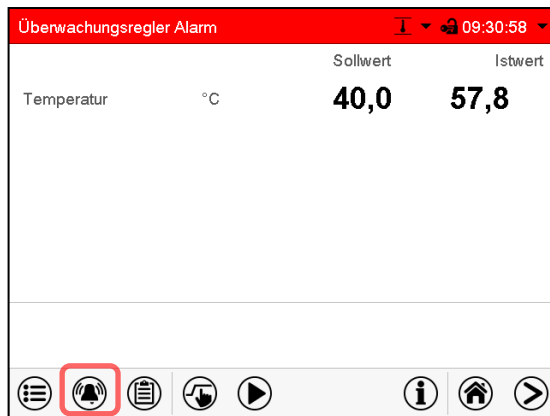 Überwachungsregler Alarm 09:30:58
Sollwert Istwert
Temperatur °C 40,0 57,8